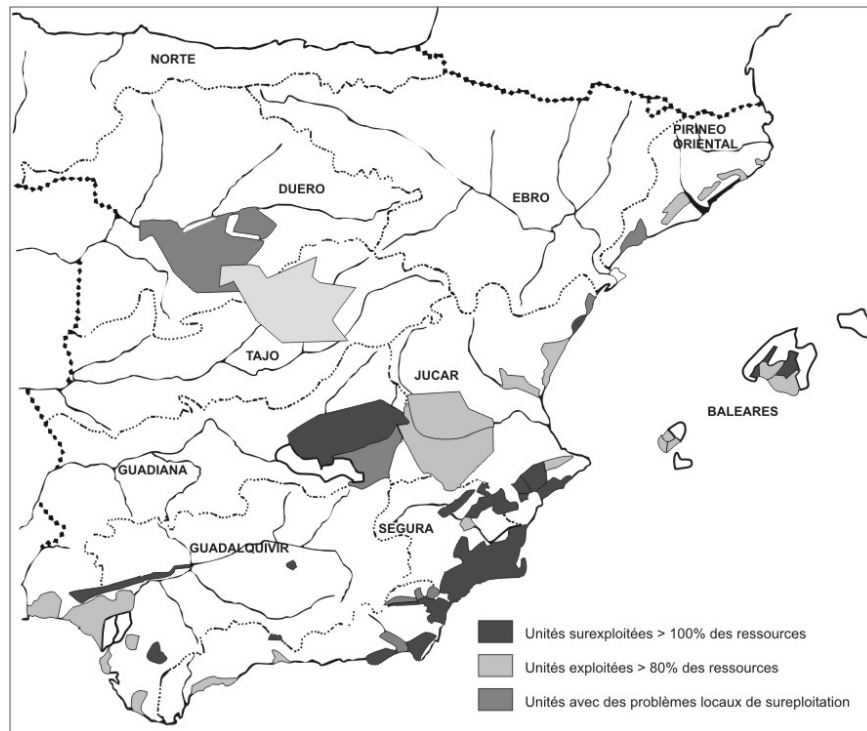 NORTE
PIRINEO
ORIENTAL
DUERO
EBRO
TAJO
JUCAR
BALEARES
GUADIANA
SEGURA
GUADALQUIVIR
Unités surexploitées > 100% des ressources
Unités exploitées > 80% des ressources
Unités avec des problèmes locaux de sureploitation